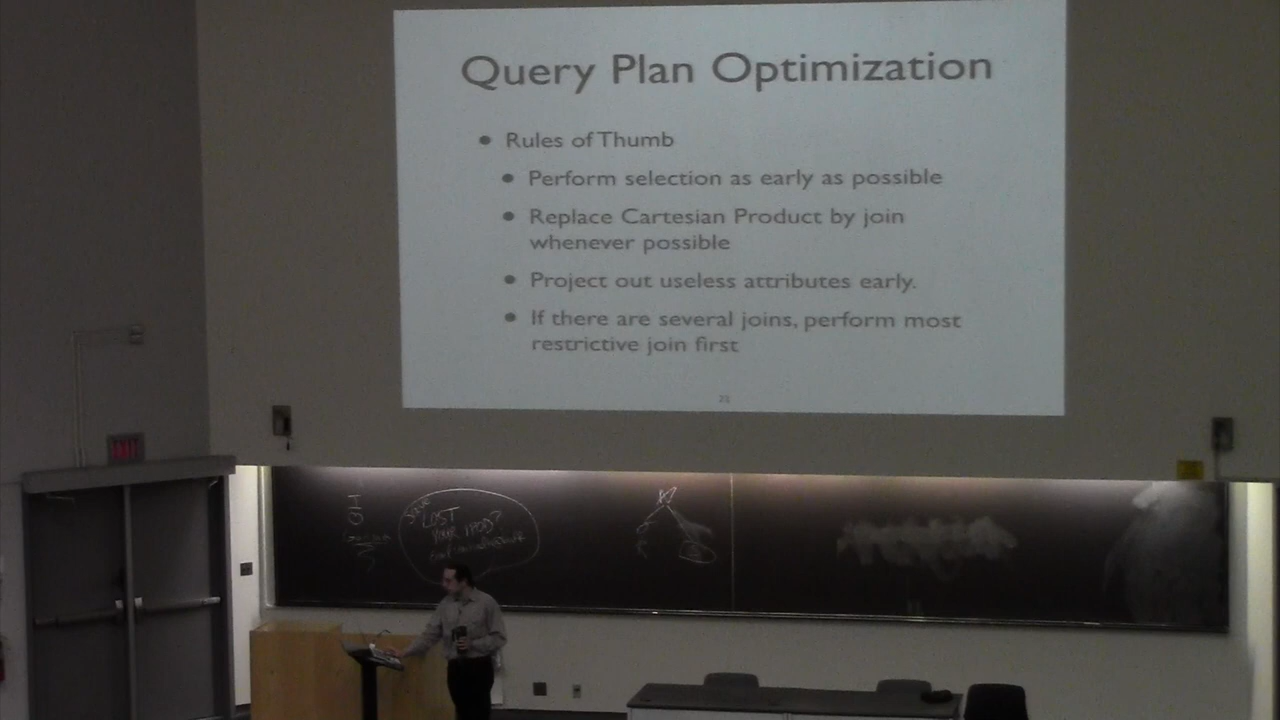 Query Plan Optimization
• Rules of Thumb
• Perform selection as early as possible
• Replace Cartesian Product by join
whenever possible
• Project out useless attributes early.
• If there are several joins, perform most
restrictive join first
LOST
YOUR IPOD?